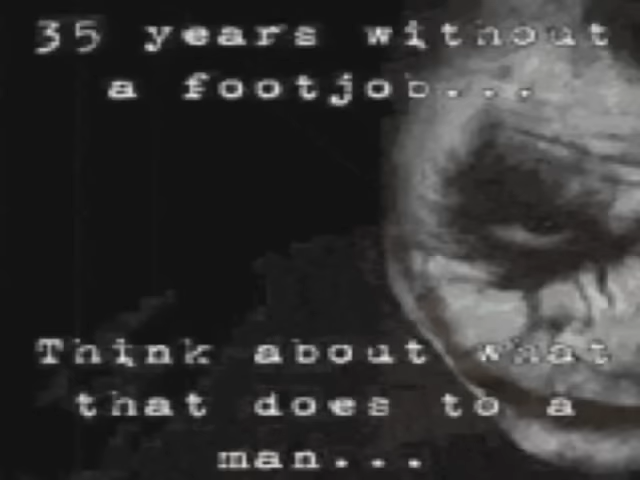 35 years without
a footjob...
Think about what
that does to a
man...